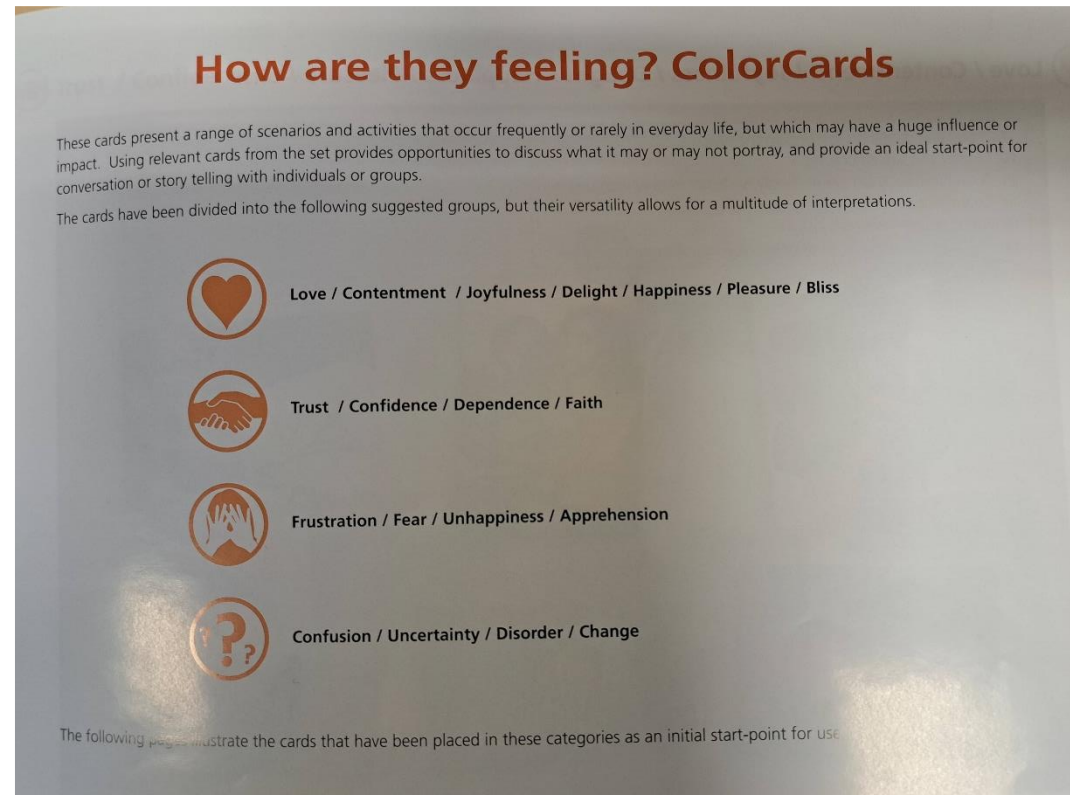 How are they feeling? ColorCards
These cards present a range of scenarios and activities that occur frequently or rarely in everyday life, but which may have a huge influence or
impact. Using relevant cards from the set provides opportunities to discuss what it may or may not portray, and provide an ideal start-point for
conversation or story telling with individuals or groups.
The cards have been divided into the following suggested groups, but their versatility allows for a multitude of interpretations.
Love / Contentment / Joyfulness / Delight / Happiness / Pleasure / Bliss
Trust / Confidence / Dependence / Faith
Frustration / Fear / Unhappiness / Apprehension
? ? ?
Confusion / Uncertainty / Disorder / Change
The following the cards that have been placed in these categories as an initial start-point for use